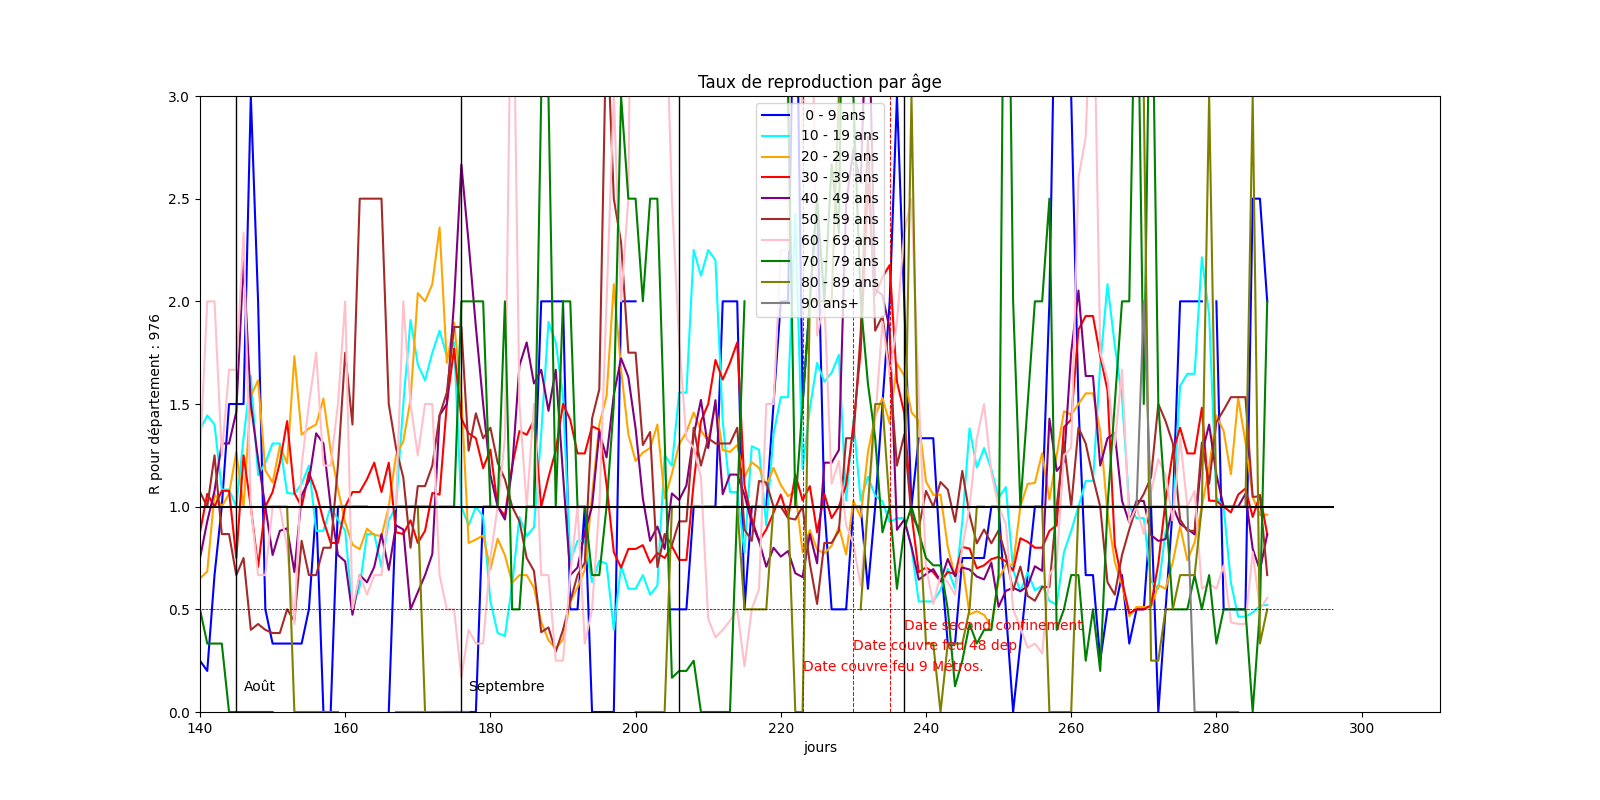 Taux de reproduction par âge
R pour département : 976
3.0
2.5
2.0
1.5
1.0
0.5
0.0
0 - 9 ans
10 - 19 ans
20 - 29 ans
30 - 39 ans
40 - 49 ans
50 - 59 ans
60 - 69 ans
70 - 79 ans
80 - 89 ans
90 ans+
Date second confinement
Date couvre feu 48 dep
Date couvre feu 9 Métros.
Août
Septembre
140
160
180
200
220
240
260
280
300
jours